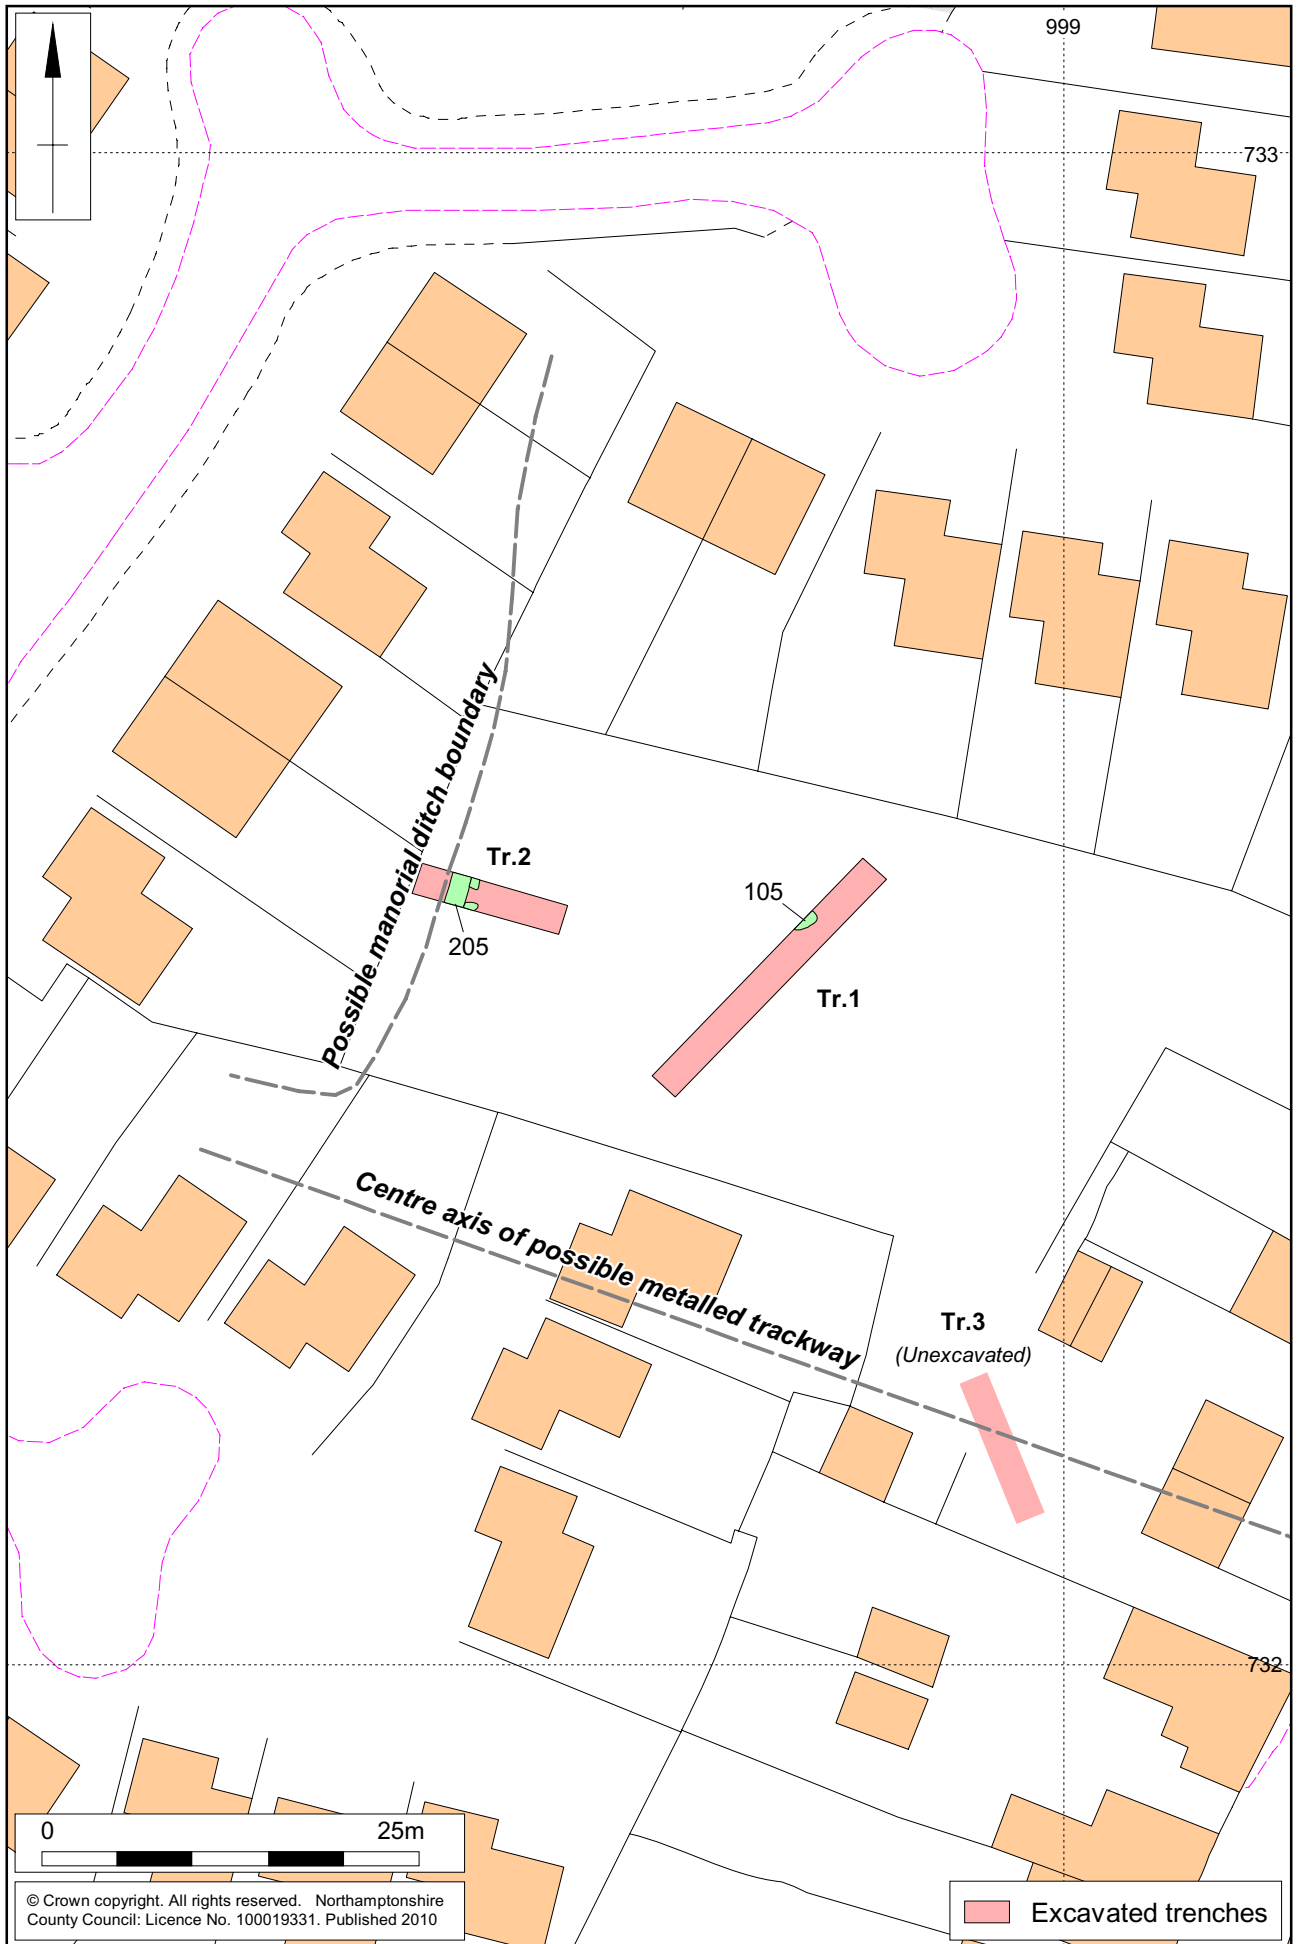 999
733
Possible manorial ditch boundary
Tr.2
205
105
Tr.1
Centre axis of possible metalled trackway
Tr.3
(Unexcavated)
732
0 25m
© Crown copyright. All rights reserved. Northamptonshire
County Council: Licence No. 100019331. Published 2010
Excavated trenches